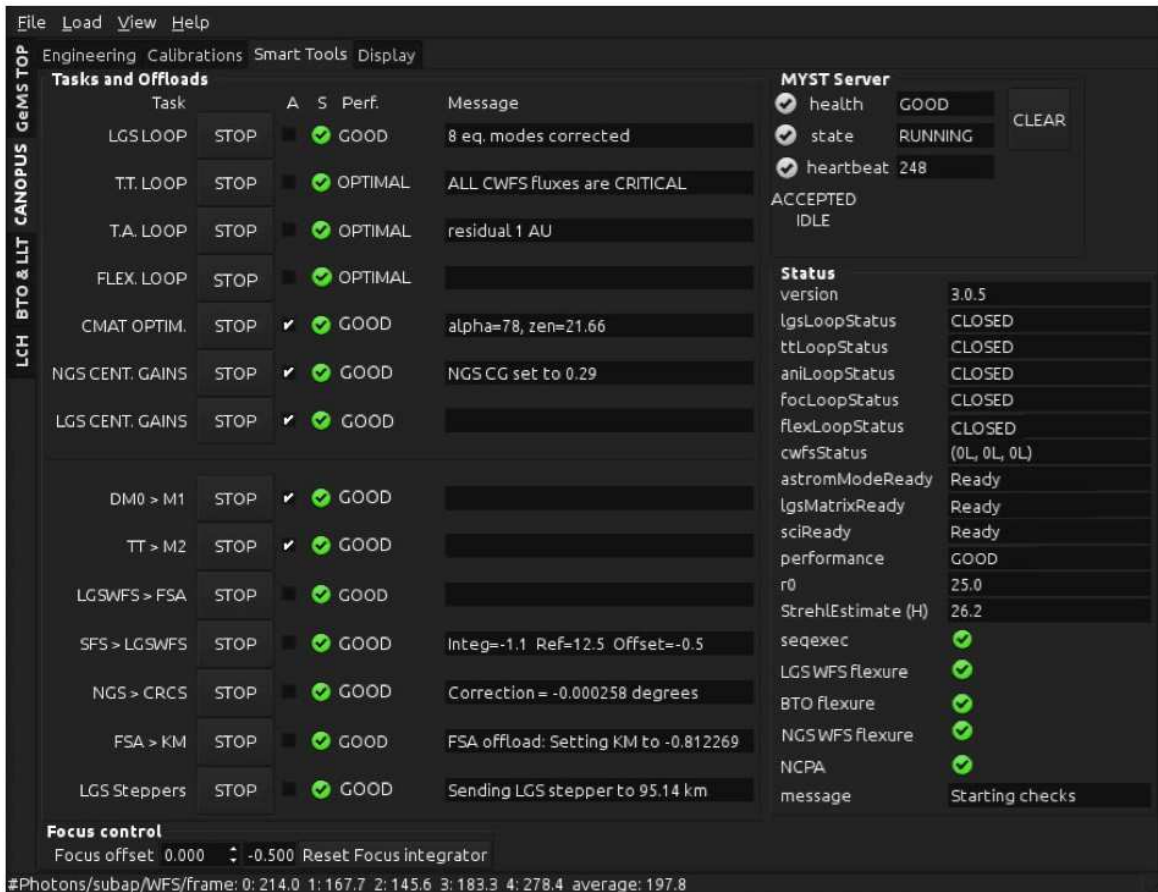 File Load View Help
GeMS TOP
CANOPUS
BTO & LLT
LCH
Engineering Calibrations Smart Tools Display
Tasks and Offloads
Task A S Perf. Message
LGS LOOP STOP GOOD 8 eq. modes corrected
T.T. LOOP STOP OPTIMAL ALL CWFS fluxes are CRITICAL
T.A. LOOP STOP OPTIMAL residual 1 AU
FLEX. LOOP STOP OPTIMAL
CMAT OPTIM. STOP GOOD alpha=78, zen=21.66
NGS CENT. GAINS STOP GOOD NGS CG set to 0.29
LGS CENT. GAINS STOP GOOD
DM0 > M1 STOP GOOD
TT > M2 STOP GOOD
LGSWFS > FSA STOP GOOD
SFS > LGSWFS STOP GOOD Integ=-1.1 Ref=12.5 Offset=-0.5
NGS > CRCS STOP GOOD Correction = -0.000258 degrees
FSA > KM STOP GOOD FSA offload: Setting KM to -0.812269
LGS Steppers STOP GOOD Sending LGS stepper to 95.14 km
MYST Server
health GOOD
CLEAR
state RUNNING
heartbeat 248
ACCEPTED
IDLE
Status
version 3.0.5
lgsLoopStatus CLOSED
ttLoopStatus CLOSED
aniLoopStatus CLOSED
focLoopStatus CLOSED
flexLoopStatus CLOSED
cwfsStatus (0L, 0L, 0L)
astromModeReady Ready
lgsMatrixReady Ready
sciReady Ready
performance GOOD
r0 25.0
StrehlEstimate (H) 26.2
seqexec
LGS WFS flexure
BTO flexure
NGS WFS flexure
NCPA
message Starting checks
Focus control
Focus offset 0.000 -0.500 Reset Focus integrator
#Photons/subap/WFS/frame: 0: 214.0 1: 167.7 2: 145.6 3: 183.3 4: 278.4 average: 197.8